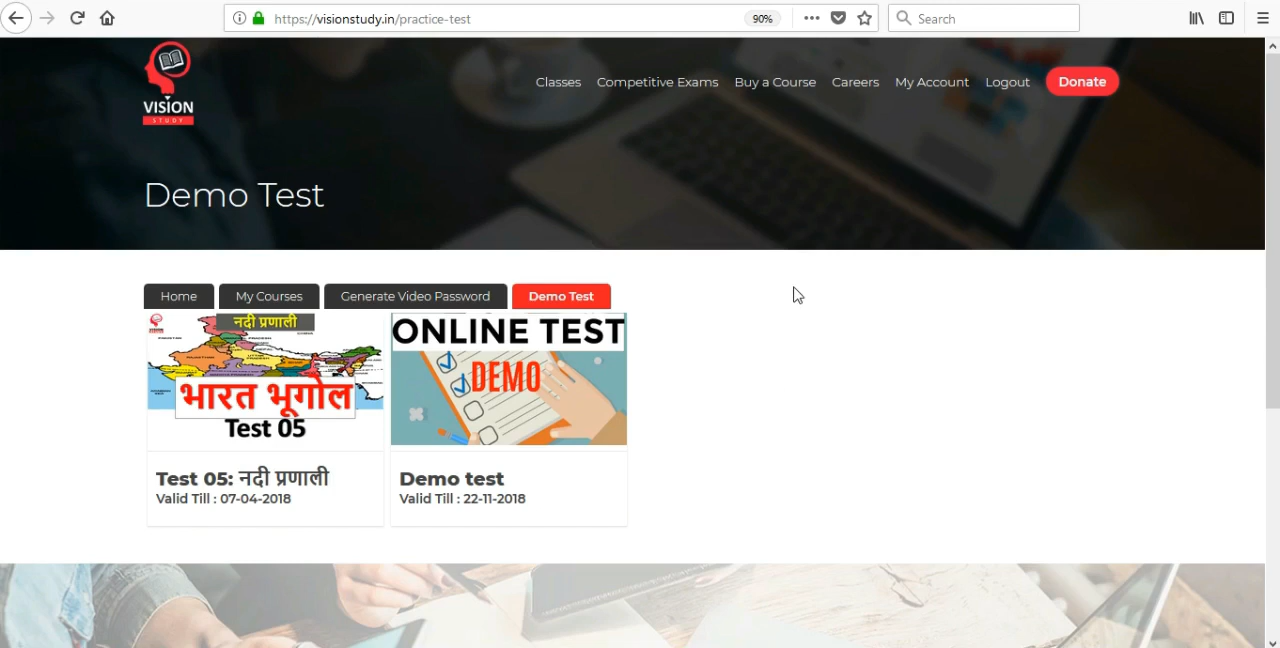 https://visionstudy.in/practice-test
90%
Search
VISION
STUDY
Classes
Competitive Exams
Buy a Course
Careers
My Account
Logout
Donate
Demo Test
Home
My Courses
Generate Video Password
Demo Test
नदी प्रणाली
भारत भूगोल
Test 05
ONLINE TEST
DEMO
Test 05: नदी प्रणाली
Valid Till : 07-04-2018
Demo test
Valid Till : 22-11-2018